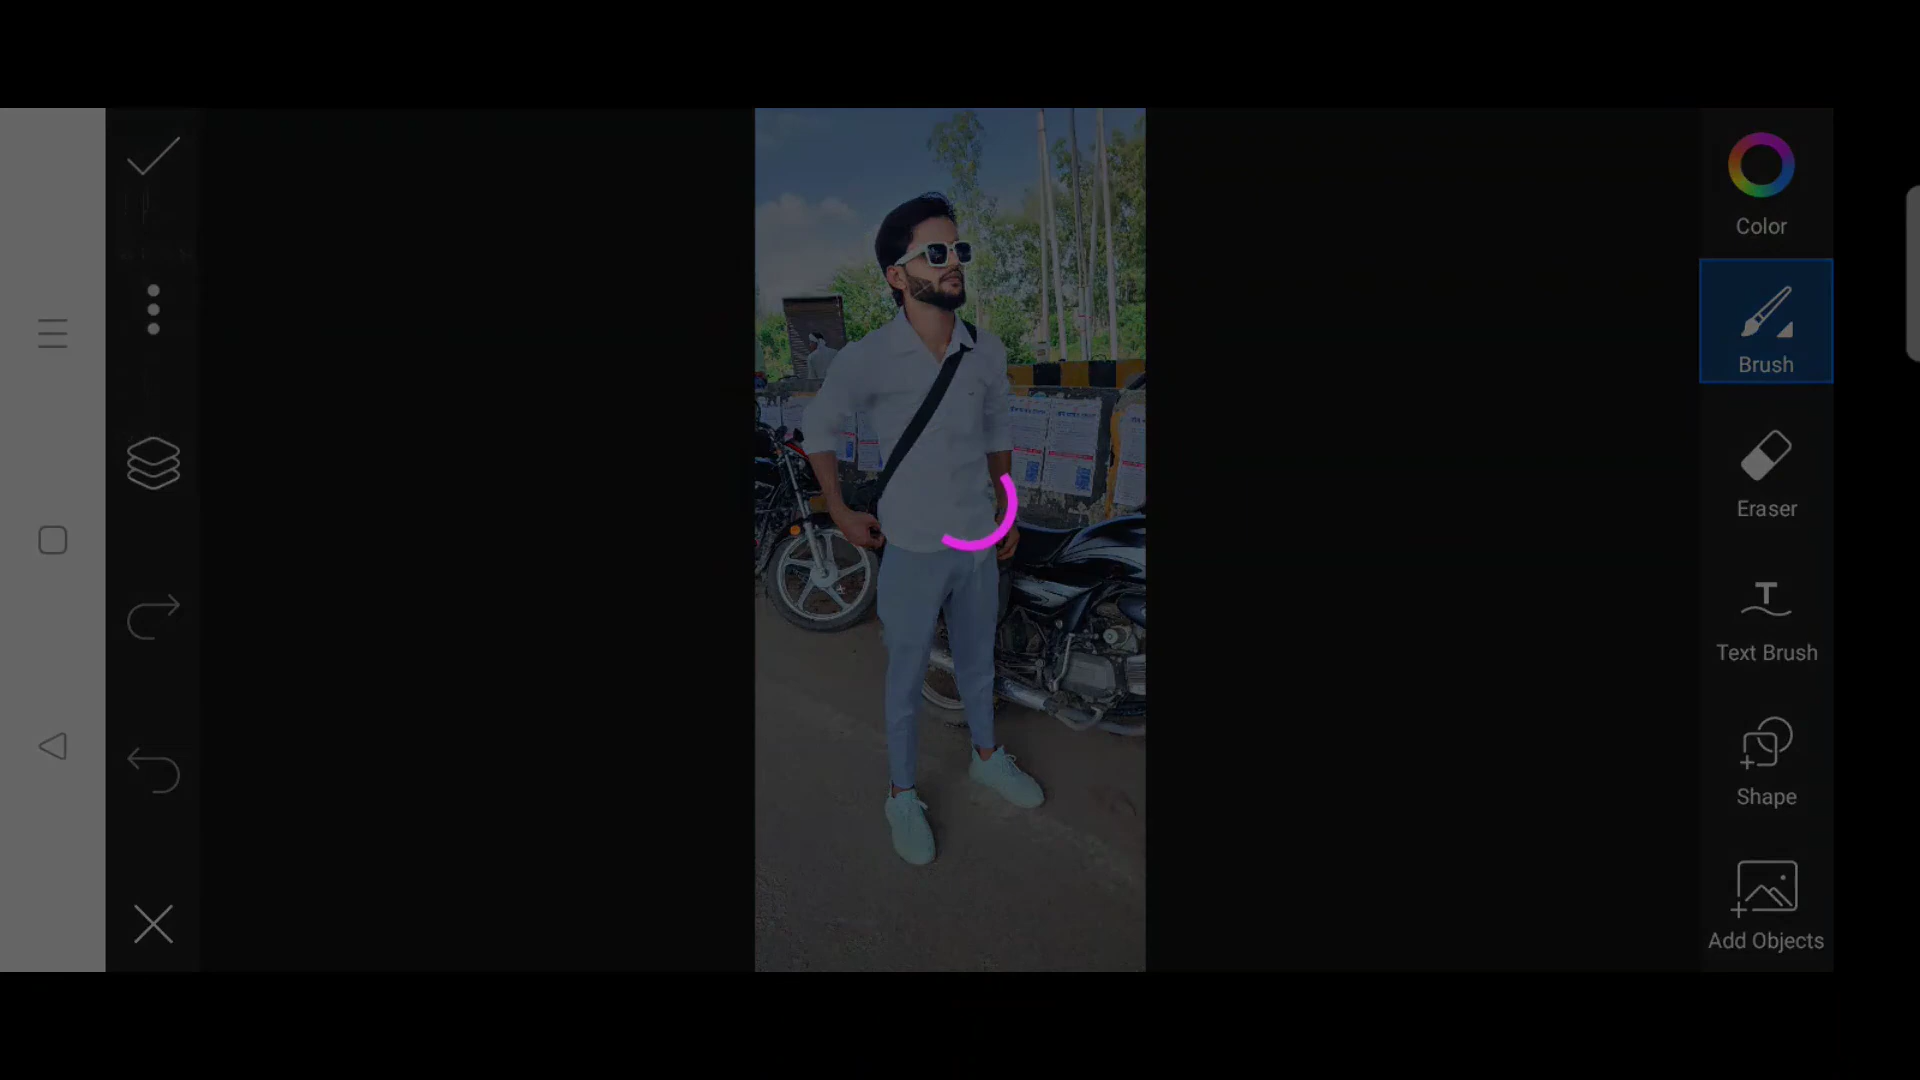 Color
Brush
Eraser
Text Brush
Shape
Add Objects